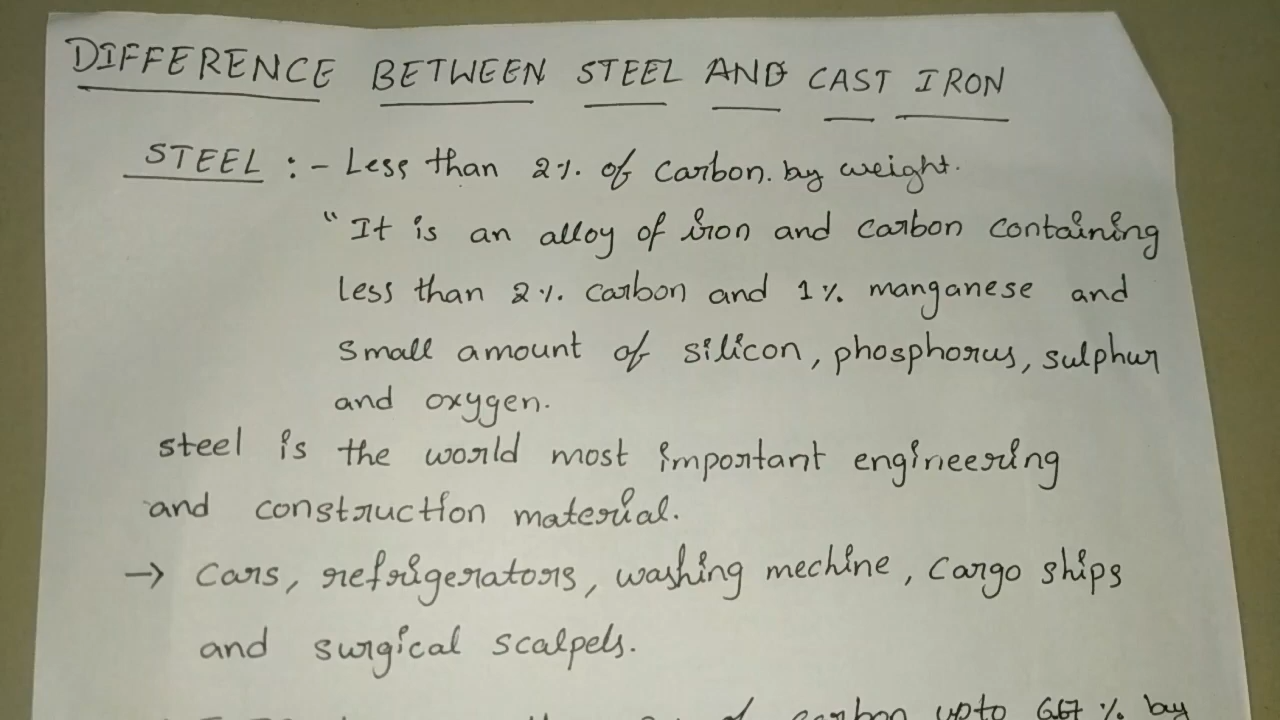 DIFFERENCE BETWEEN STEEL AND CAST IRON
STEEL :- Less than 2%. of carbon. by weight.
"It is an alloy of iron and carbon containing
less than 2%. carbon and 1%. manganese and
small amount of silicon, phosphorus, sulphur
and oxygen.
steel is the world most important engineering
and construction material.
→ cars, refrigerators, washing mechine, cargo ships
and surgical scalpels.
carbon upto 6.67 % by